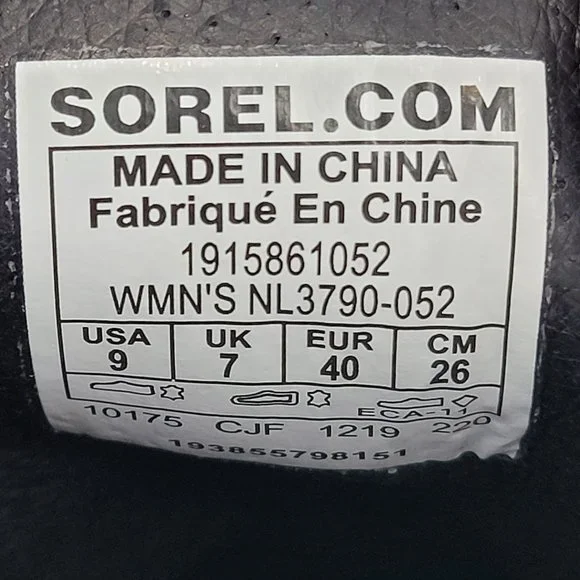 SOREL.COM
MADE IN CHINA
Fabriqué En Chine
1915861052
WMN'S NL3790-052
USA UK EUR CM
9 7 40 26
ECA-11
10175 CJF 1219 220
193855798151